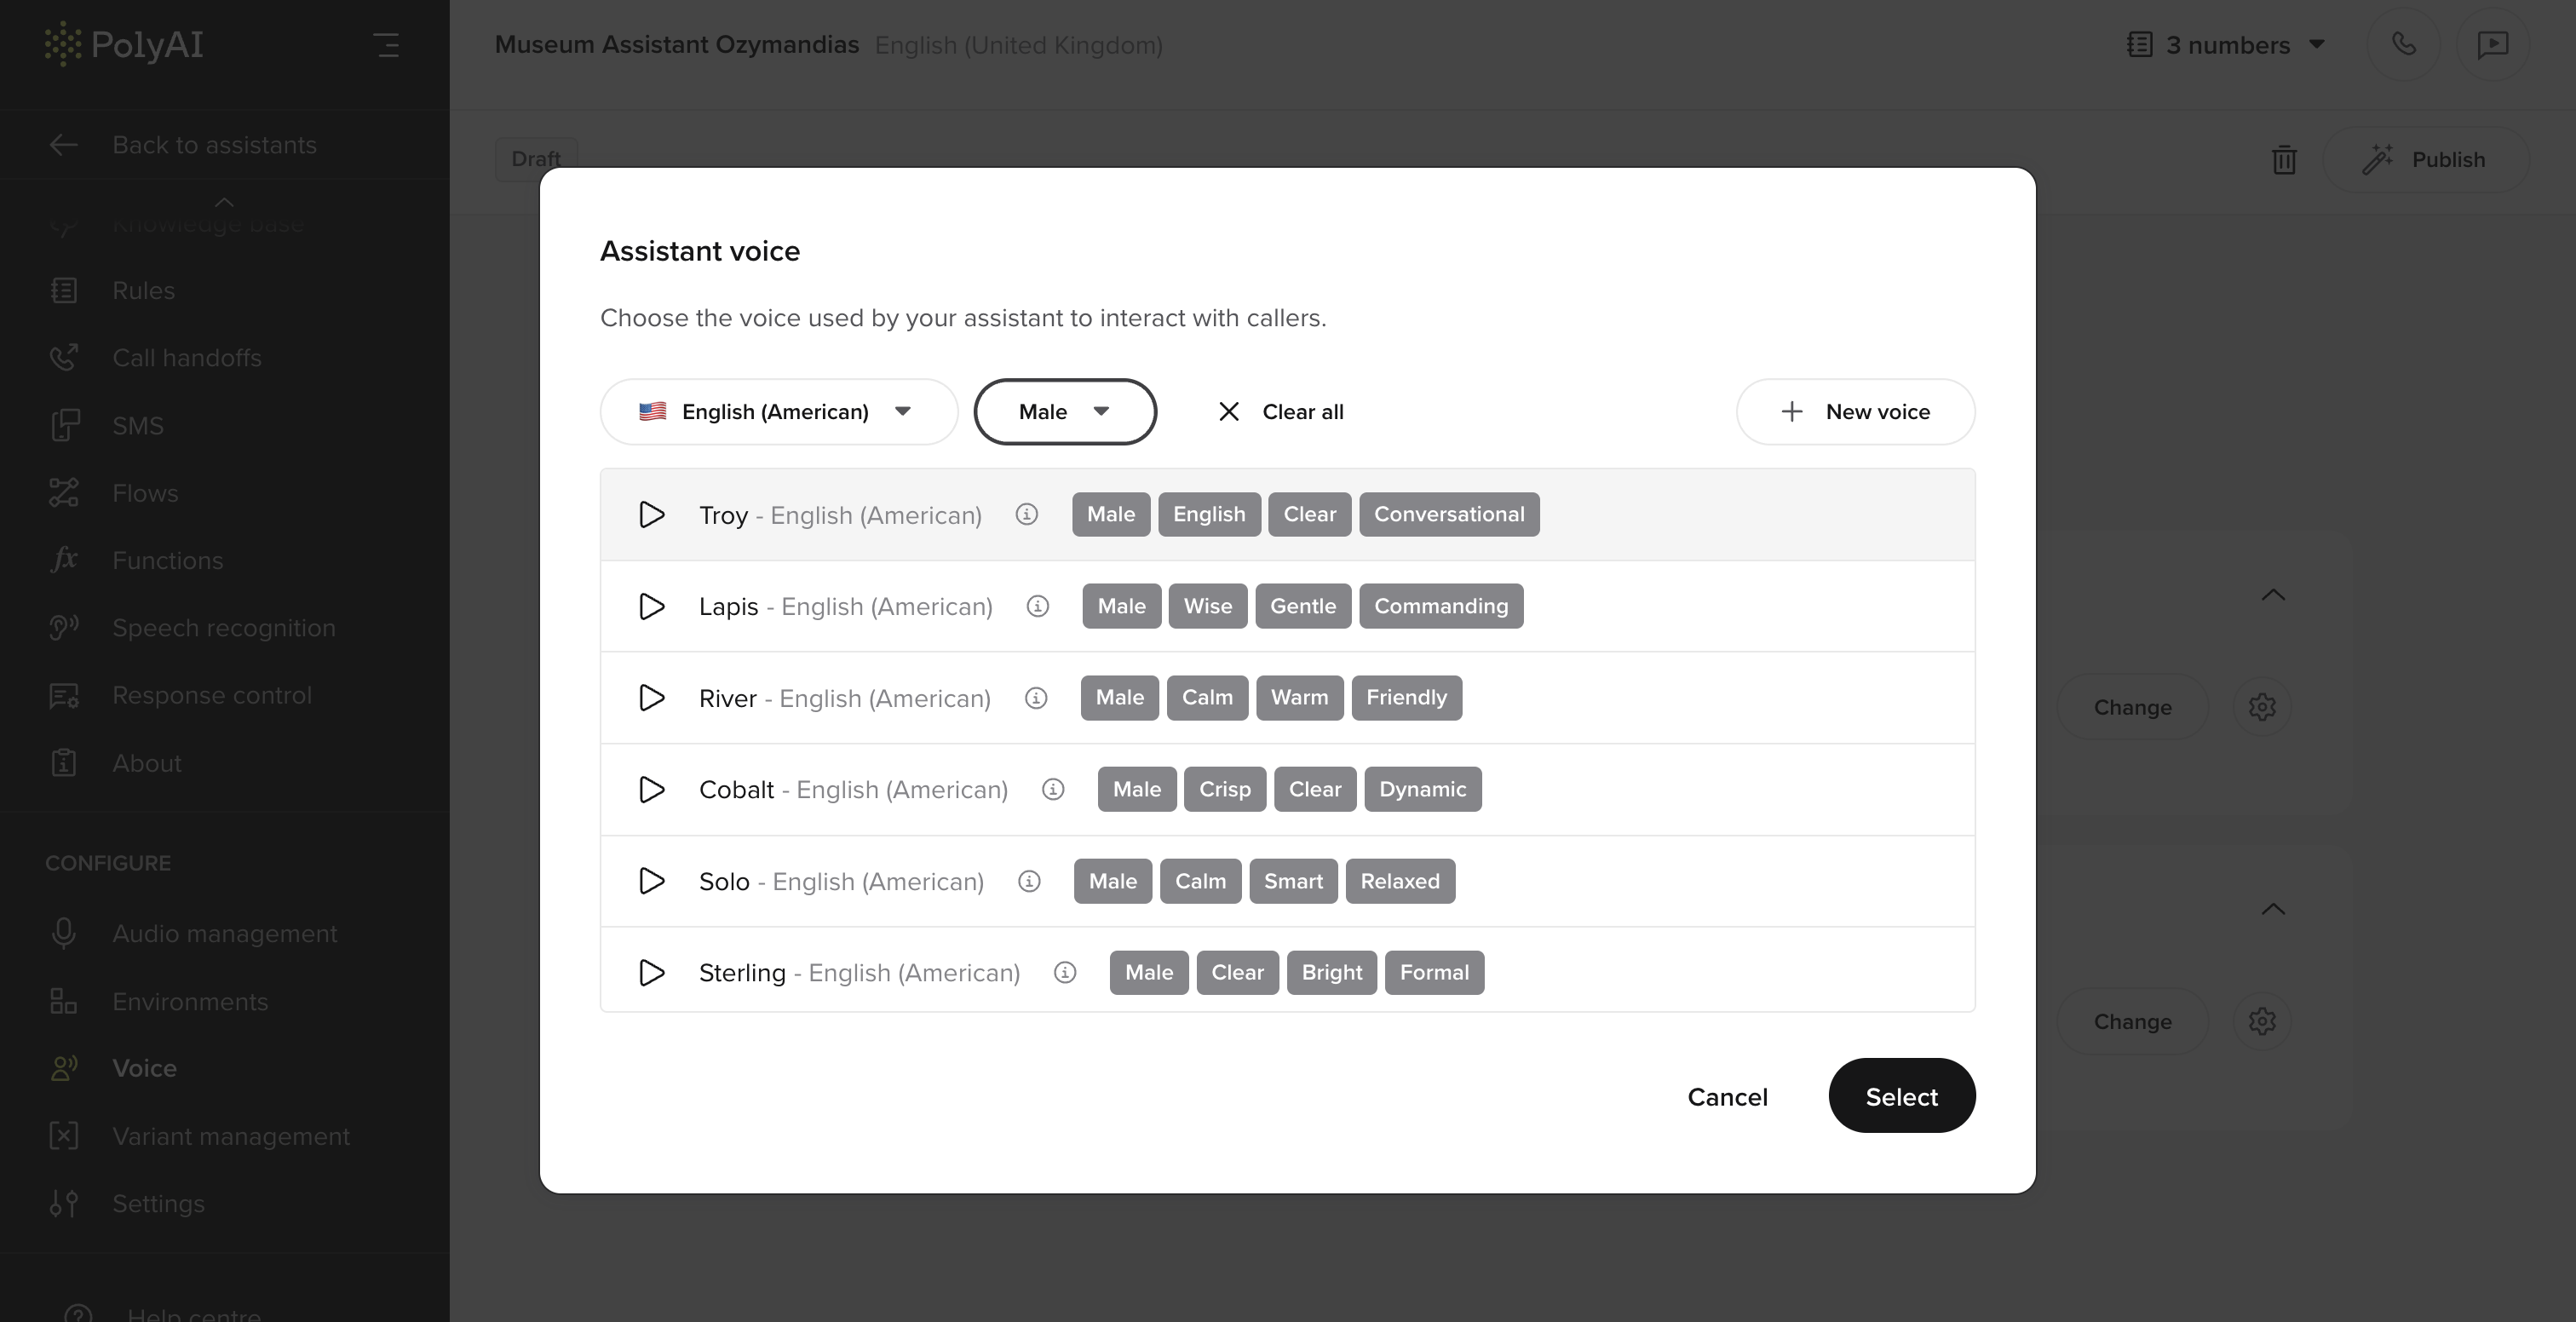 PolyAI
Museum Assistant Ozymandias English (United Kingdom)
3 numbers
Back to assistants
Draft
Publish
Knowledge base
Rules
Call handoffs
SMS
Flows
Functions
Speech recognition
Response control
About
CONFIGURE
Audio management
Environments
Voice
Variant management
Settings
Help centre
Assistant voice
Choose the voice used by your assistant to interact with callers.
English (American) Male Clear all New voice
Troy - English (American) Male English Clear Conversational
Lapis - English (American) Male Wise Gentle Commanding
River - English (American) Male Calm Warm Friendly
Cobalt - English (American) Male Crisp Clear Dynamic
Solo - English (American) Male Calm Smart Relaxed
Sterling - English (American) Male Clear Bright Formal
Cancel Select
Change
Change